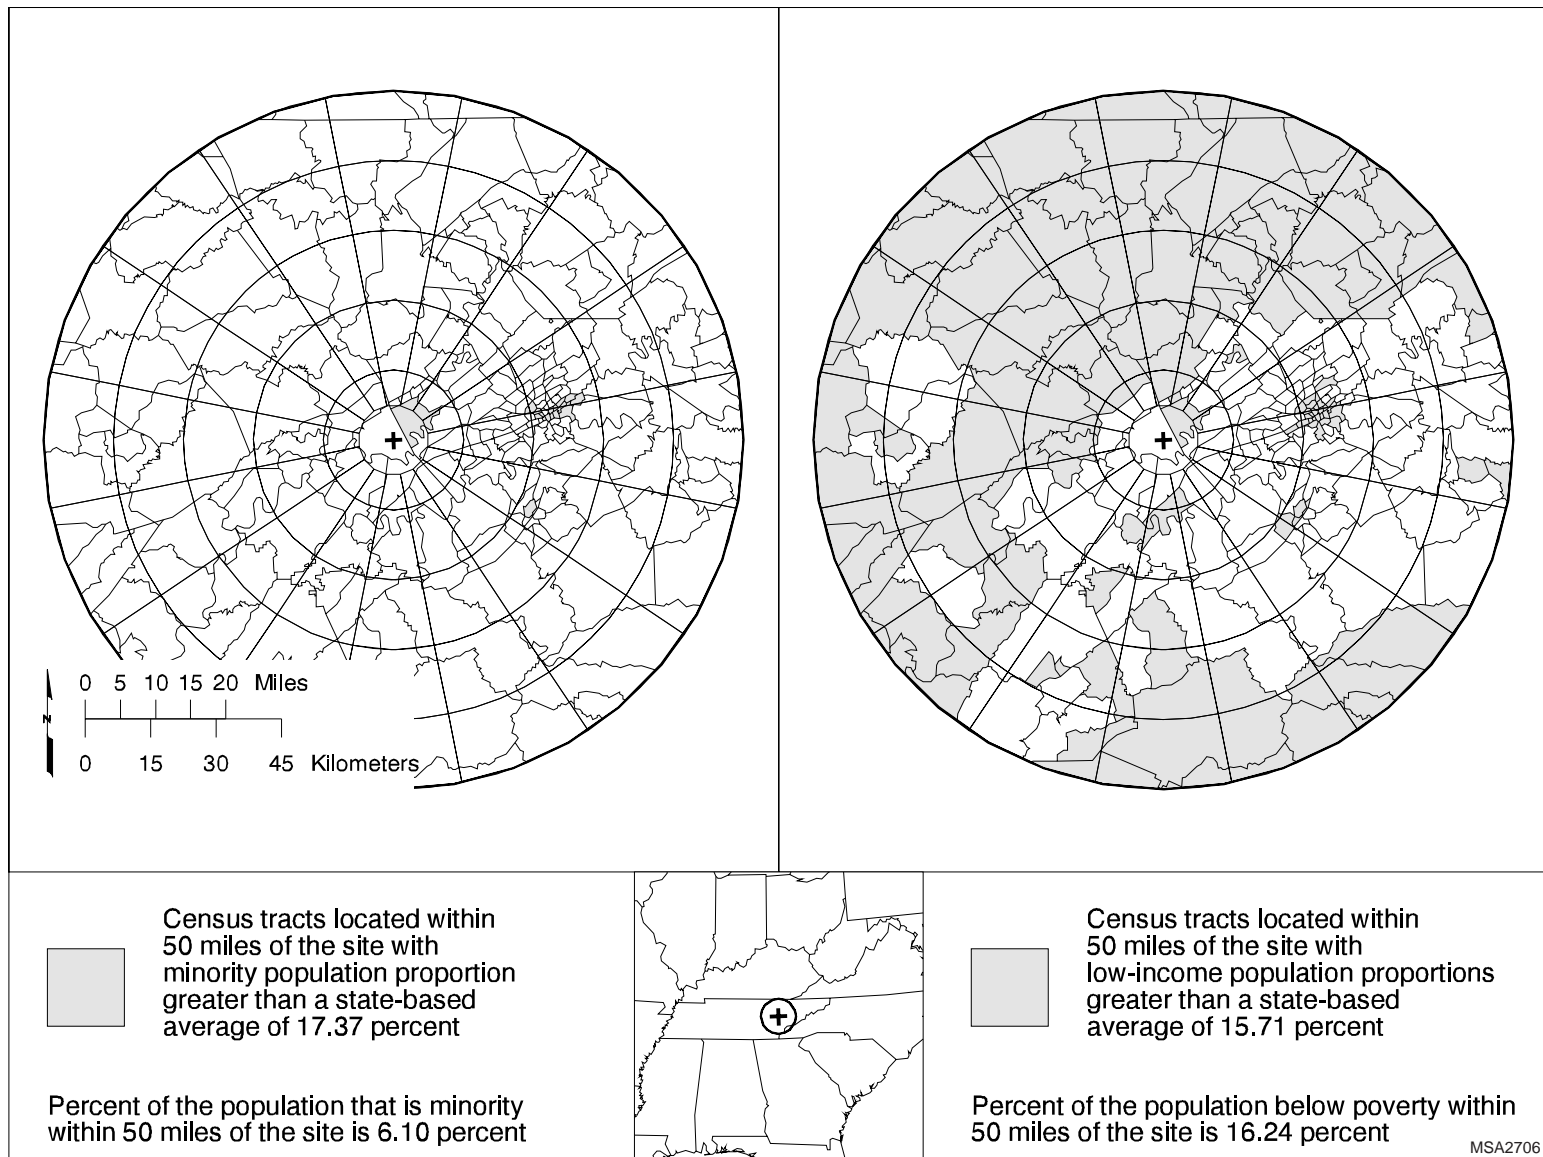 0 5 10 15 20 Miles
N
0 15 30 45 Kilometers
Census tracts located within
50 miles of the site with
minority population proportion
greater than a state-based
average of 17.37 percent
Percent of the population that is minority
within 50 miles of the site is 6.10 percent
Census tracts located within
50 miles of the site with
low-income population proportions
greater than a state-based
average of 15.71 percent
Percent of the population below poverty within
50 miles of the site is 16.24 percent
MSA2706